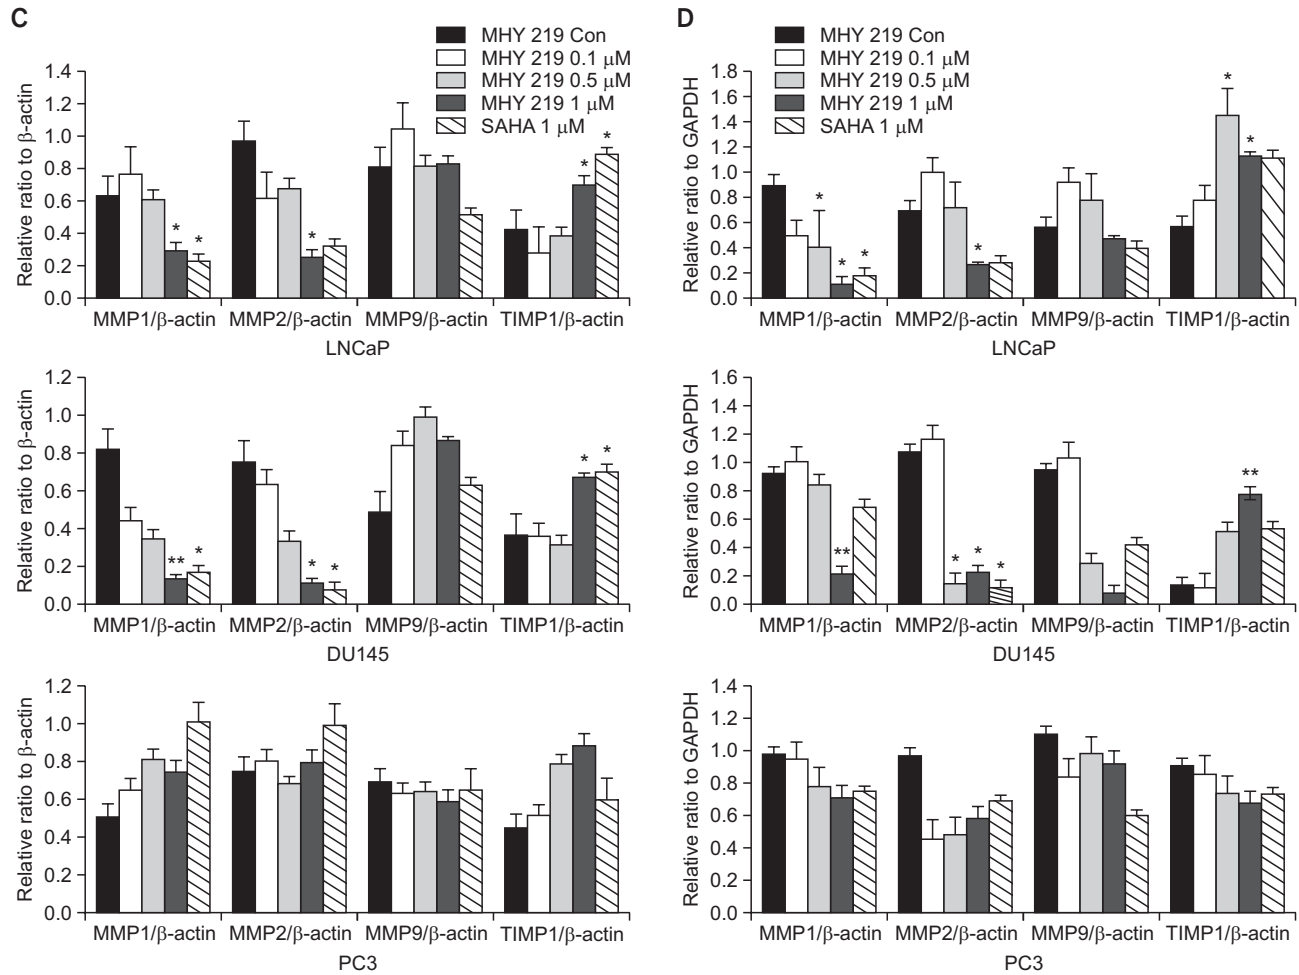 C
MHY 219 Con
MHY 219 0.1 μM
MHY 219 0.5 μM
MHY 219 1 μM
SAHA 1 μM
Relative ratio to β-actin
1.4
1.2
1.0
0.8
0.6
0.4
0.2
0.0
* * * * *
MMP1/β-actin MMP2/β-actin MMP9/β-actin TIMP1/β-actin
LNCaP
Relative ratio to β-actin
1.2
1.0
0.8
0.6
0.4
0.2
0.0
** * * * * *
MMP1/β-actin MMP2/β-actin MMP9/β-actin TIMP1/β-actin
DU145
Relative ratio to β-actin
1.2
1.0
0.8
0.6
0.4
0.2
0.0
MMP1/β-actin MMP2/β-actin MMP9/β-actin TIMP1/β-actin
PC3
D
MHY 219 Con
MHY 219 0.1 μM
MHY 219 0.5 μM
MHY 219 1 μM
SAHA 1 μM
Relative ratio to GAPDH
1.8
1.6
1.4
1.2
1.0
0.8
0.6
0.4
0.2
0.0
* * * * * *
MMP1/β-actin MMP2/β-actin MMP9/β-actin TIMP1/β-actin
LNCaP
Relative ratio to GAPDH
1.6
1.4
1.2
1.0
0.8
0.6
0.4
0.2
0.0
** * * * **
MMP1/β-actin MMP2/β-actin MMP9/β-actin TIMP1/β-actin
DU145
Relative ratio to GAPDH
1.4
1.2
1.0
0.8
0.6
0.4
0.2
0.0
MMP1/β-actin MMP2/β-actin MMP9/β-actin TIMP1/β-actin
PC3